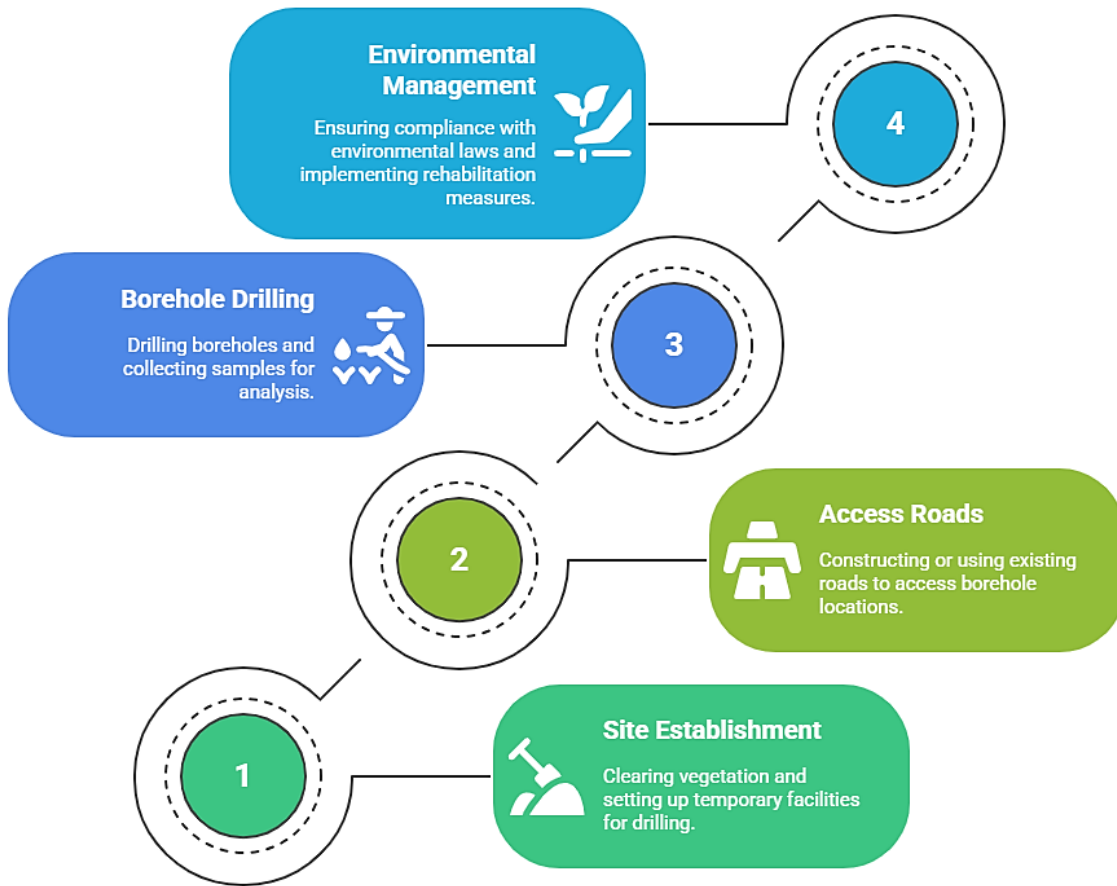 Environmental
Management
Ensuring compliance with
environmental laws and
implementing rehabilitation
measures.
4
Borehole Drilling
Drilling boreholes and
collecting samples for
analysis.
3
2
Access Roads
Constructing or using existing
roads to access borehole
locations.
1
Site Establishment
Clearing vegetation and
setting up temporary facilities
for drilling.